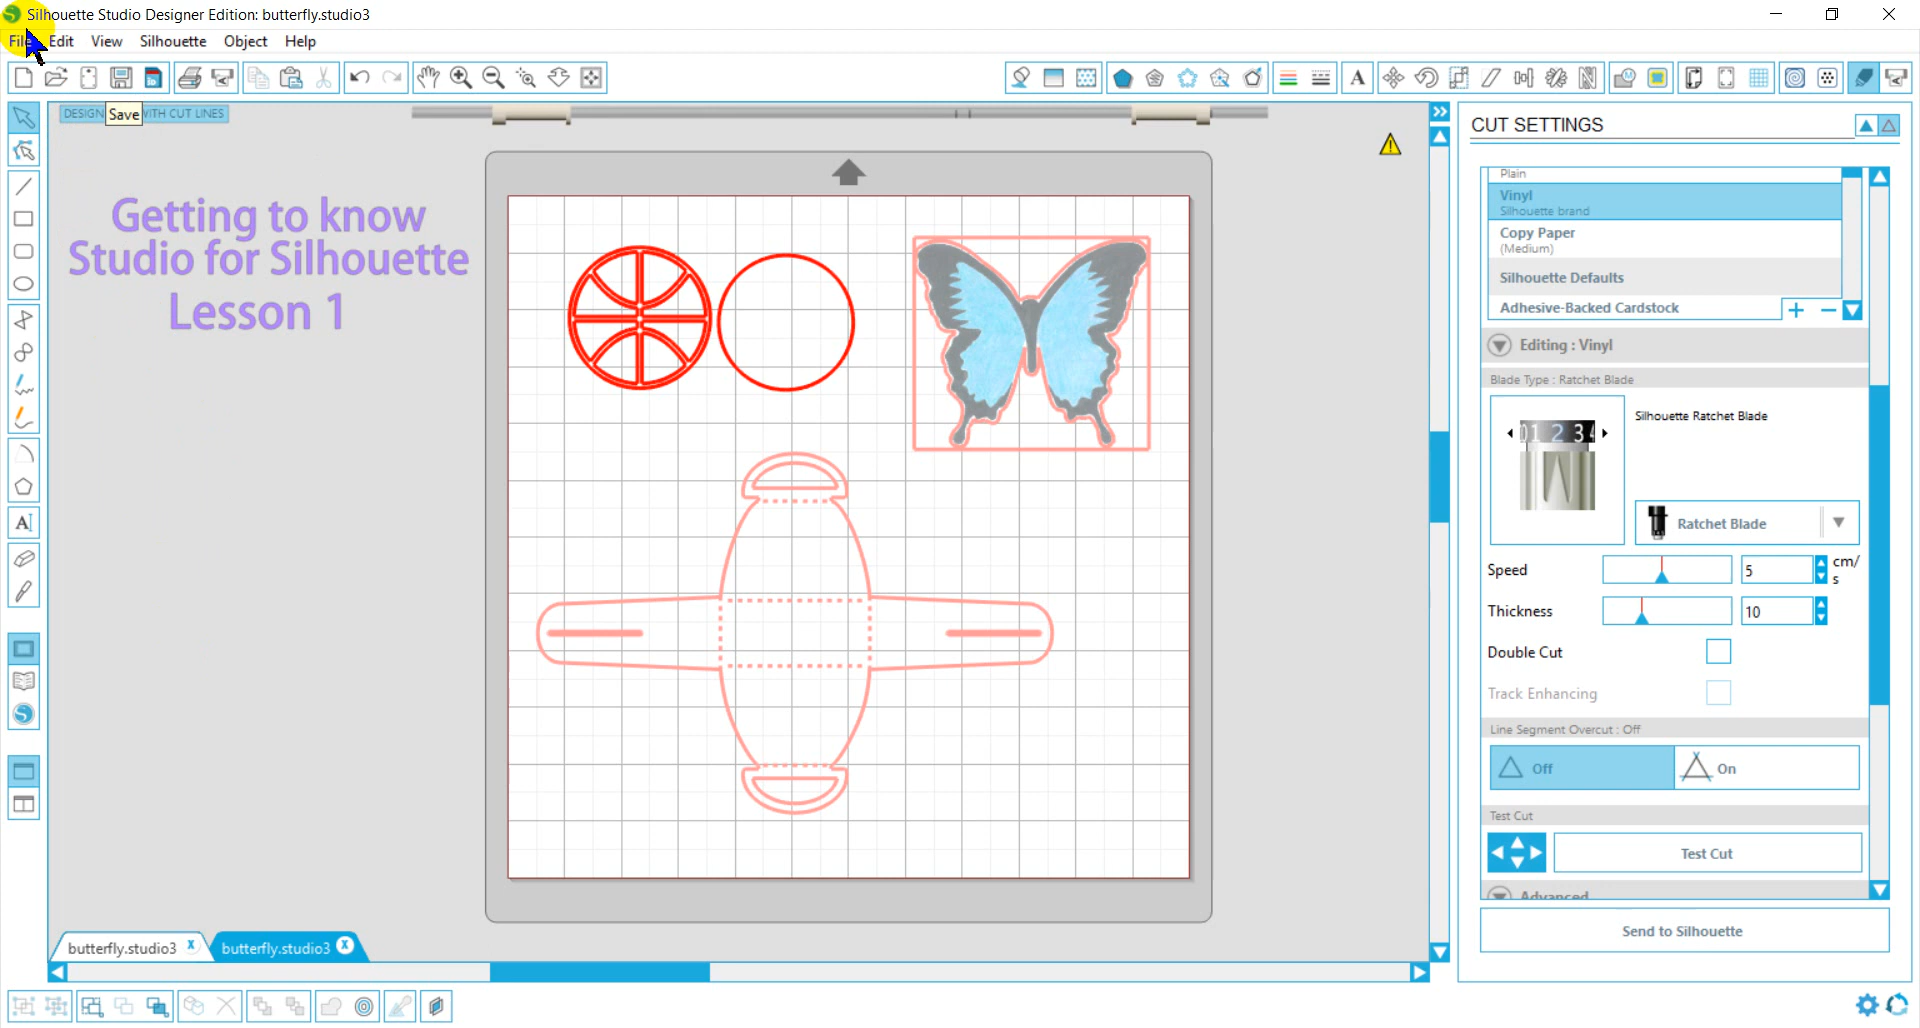 Silhouette Studio Designer Edition: butterfly.studio3
File Edit View Silhouette Object Help
DESIGN
Save
WITH CUT LINES
Getting to know
Studio for Silhouette
Lesson 1
CUT SETTINGS
Plain
Vinyl
Silhouette brand
Copy Paper
(Medium)
Silhouette Defaults
Adhesive-Backed Cardstock
Editing : Vinyl
Blade Type : Ratchet Blade
Silhouette Ratchet Blade
1 2 3
Ratchet Blade
Speed 5 cm/
s
Thickness 10
Double Cut
Track Enhancing
Line Segment Overcut : Off
Off On
Test Cut
Test Cut
Advanced
Send to Silhouette
butterfly.studio3 x butterfly.studio3 x